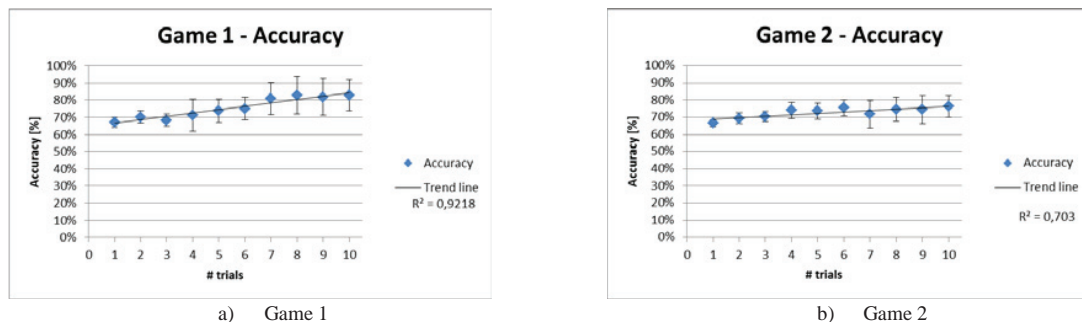 Game 1 - Accuracy
100%
90%
80%
70%
60%
50%
40%
30%
20%
10%
0%
Accuracy [%]
0 1 2 3 4 5 6 7 8 9 10
# trials
Accuracy
Trend line
R² = 0,9218
a) Game 1
Game 2 - Accuracy
100%
90%
80%
70%
60%
50%
40%
30%
20%
10%
0%
Accuracy [%]
0 1 2 3 4 5 6 7 8 9 10
# trials
Accuracy
Trend line
R² = 0,703
b) Game 2